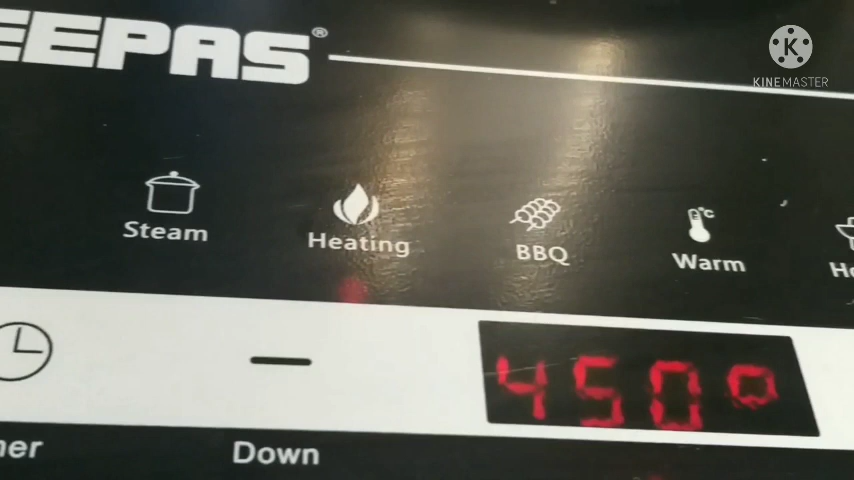 EEPAS®
KINEMASTER
Steam
Heating
BBQ
°C
Warm
450°
Down